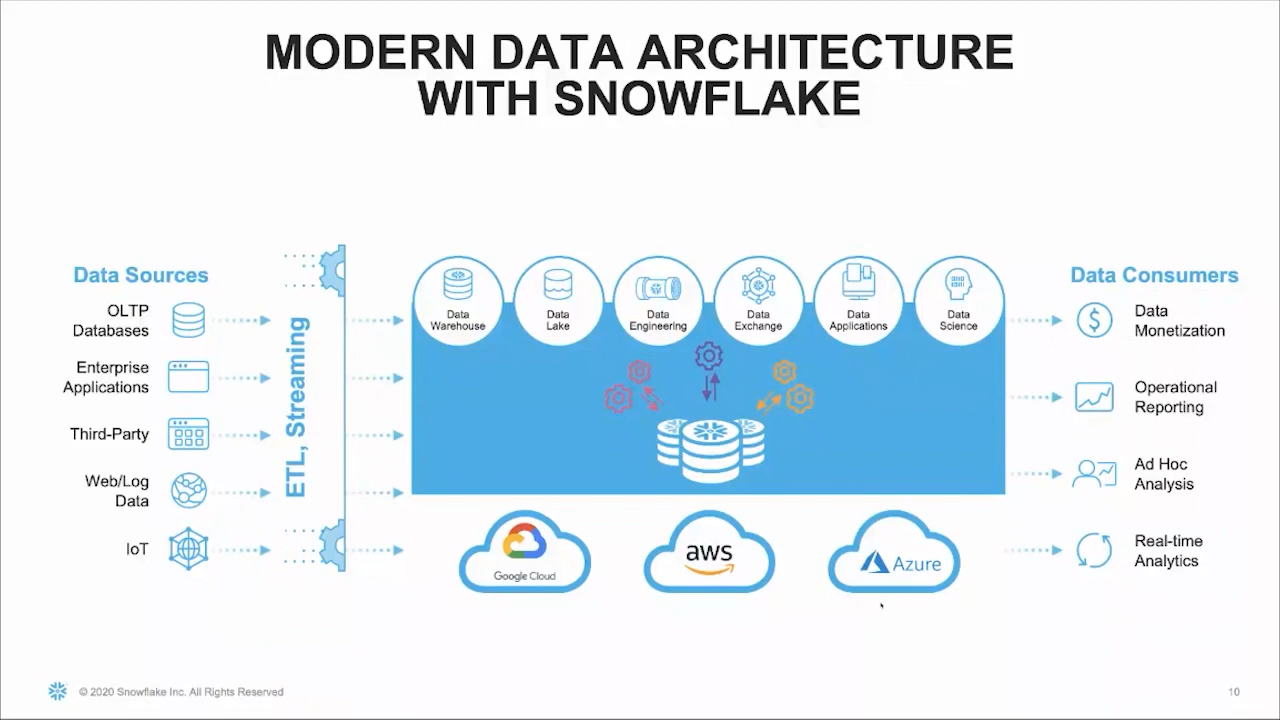 MODERN DATA ARCHITECTURE
WITH SNOWFLAKE
Data Sources
OLTP
Databases
Enterprise
Applications
Third-Party
Web/Log
Data
IoT
ETL, Streaming
Data
Warehouse
Data
Lake
Data
Engineering
Data
Exchange
Data
Applications
Data
Science
Google Cloud
aws
Azure
Data Consumers
Data
Monetization
Operational
Reporting
Ad Hoc
Analysis
Real-time
Analytics
© 2020 Snowflake Inc. All Rights Reserved
10